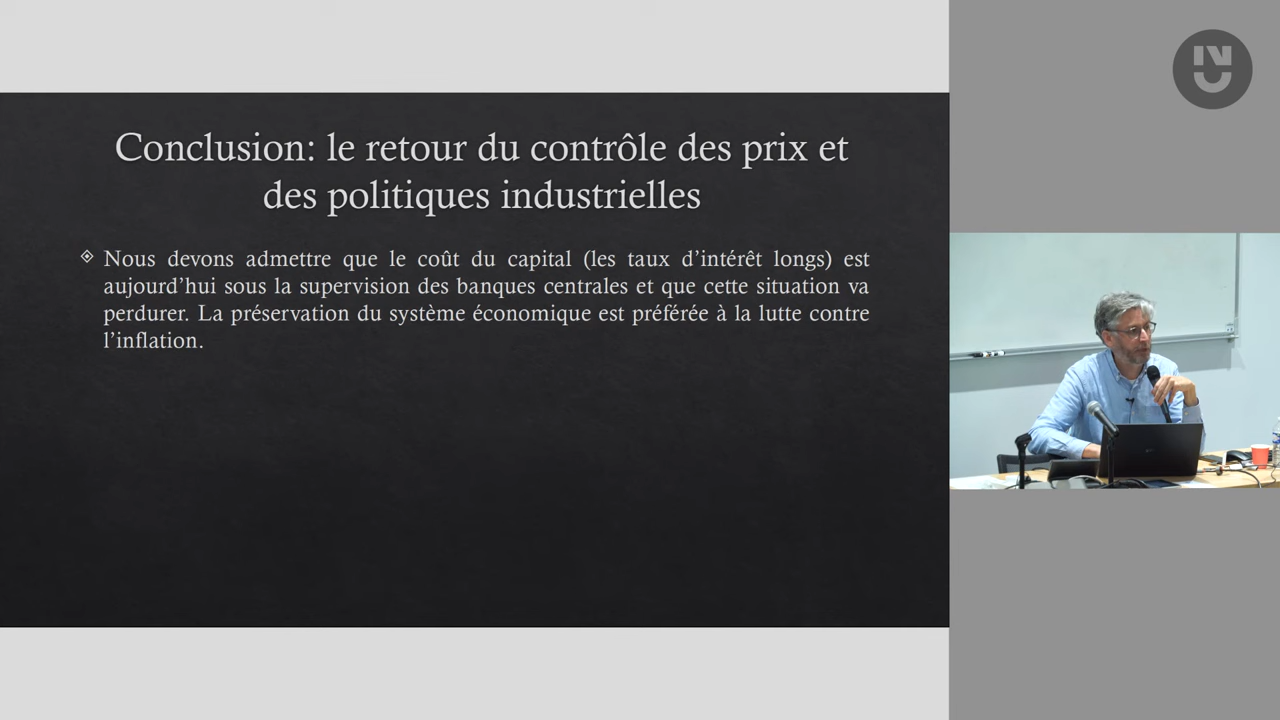 Conclusion: le retour du contrôle des prix et
des politiques industrielles
Nous devons admettre que le coût du capital (les taux d'intérêt longs) est
aujourd'hui sous la supervision des banques centrales et que cette situation va
perdurer. La préservation du système économique est préférée à la lutte contre
l'inflation.